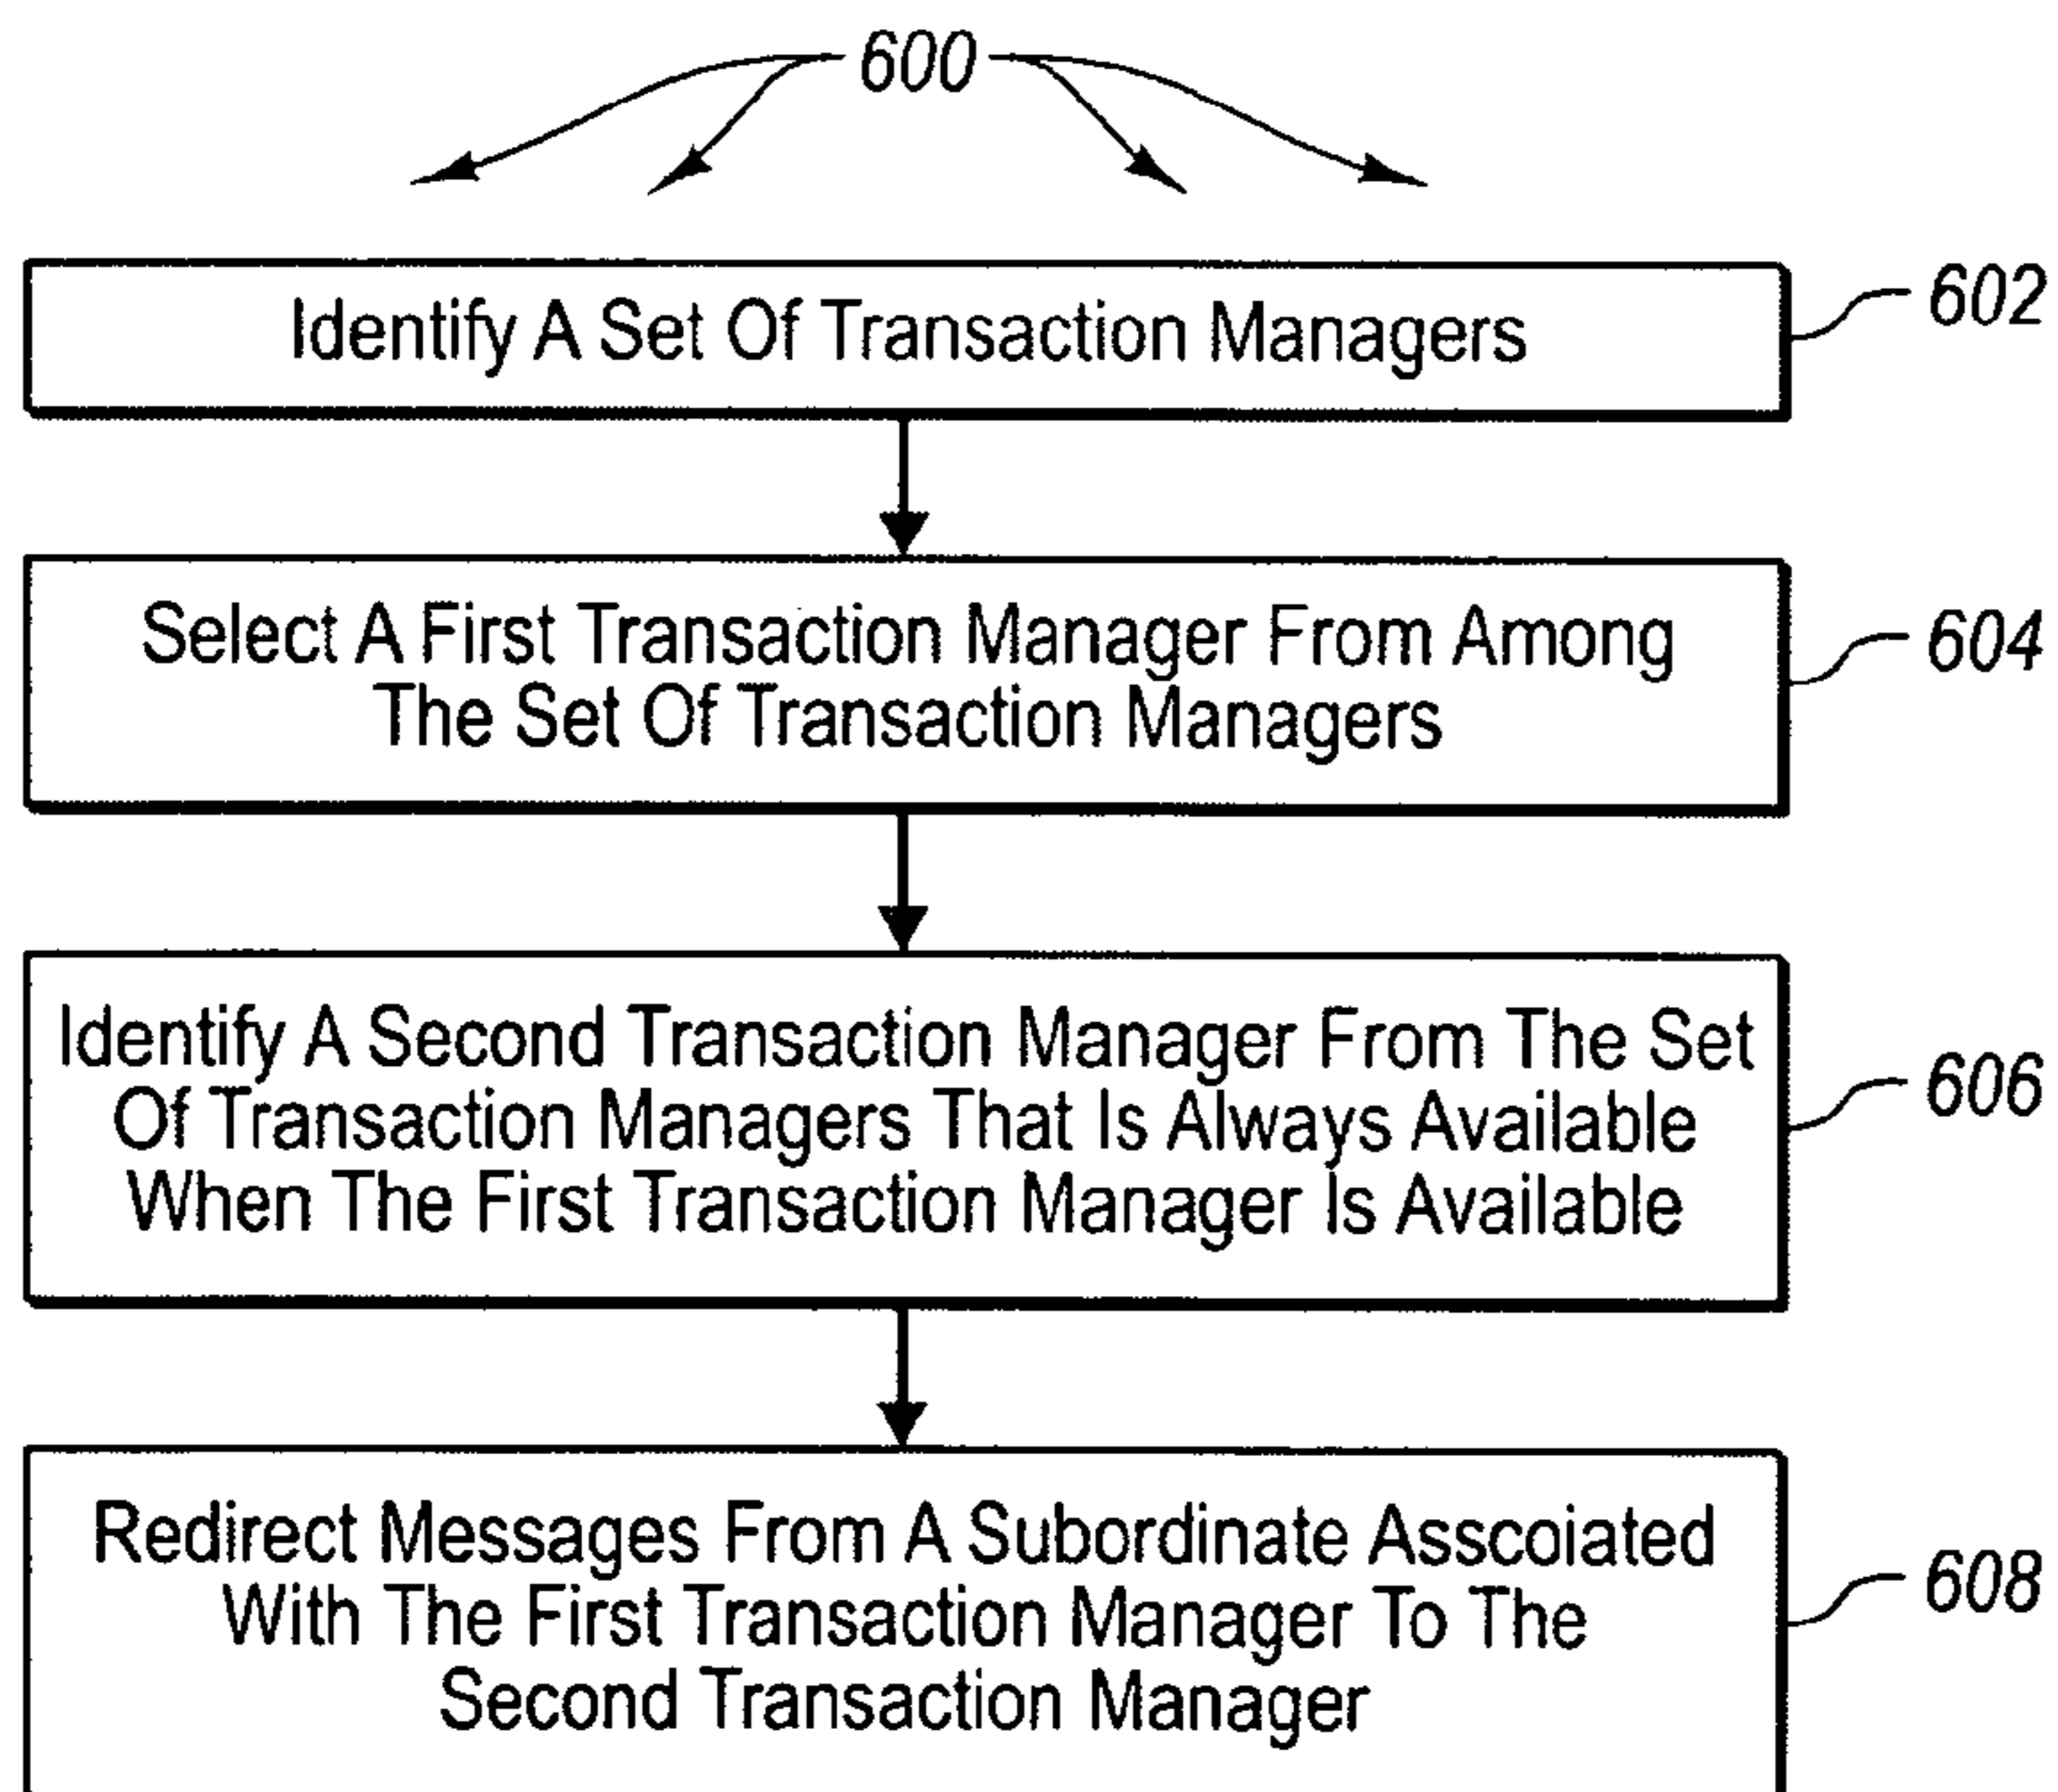 600
Identify A Set Of Transaction Managers
602
Select A First Transaction Manager From Among
The Set Of Transaction Managers
604
Identify A Second Transaction Manager From The Set
Of Transaction Managers That Is Always Available
When The First Transaction Manager Is Available
606
Redirect Messages From A Subordinate Asscoiated
With The First Transaction Manager To The
Second Transaction Manager
608